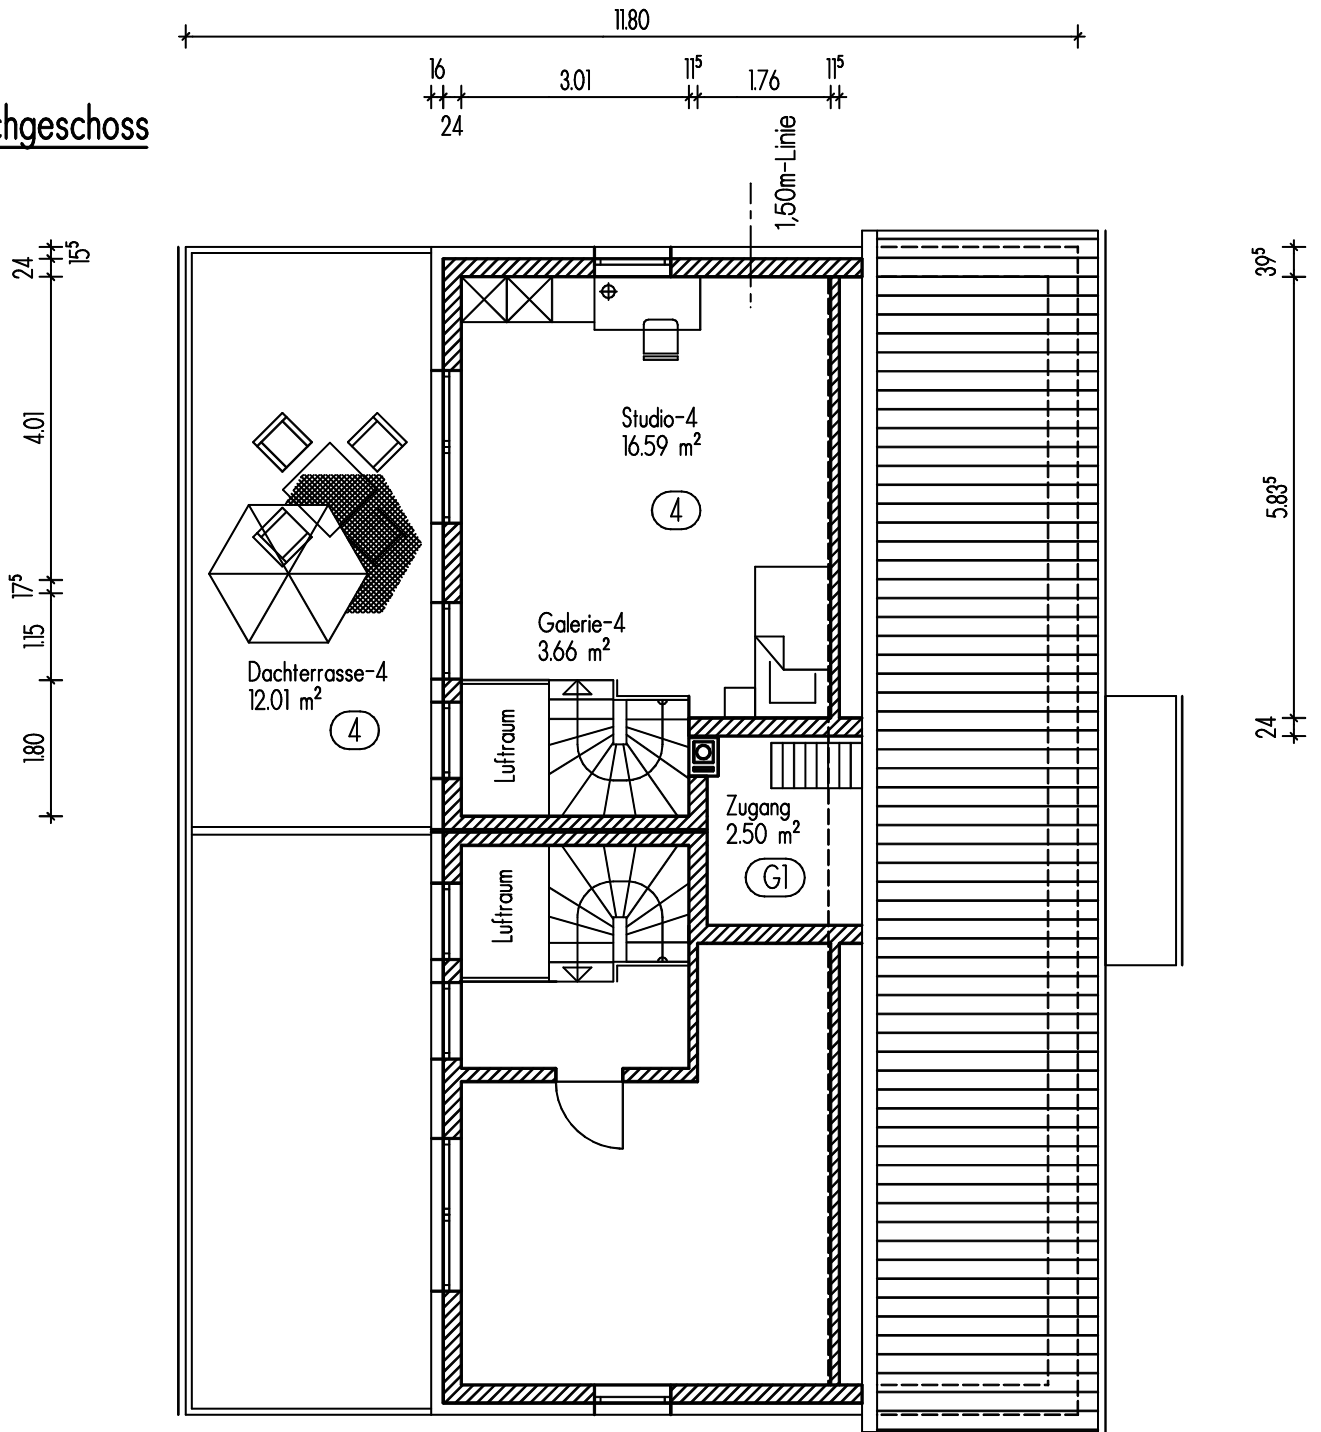 11.80
16
3.01
11⁵
1.76
11⁵
24
chgeschoss
1,50m-Linie
24
15⁵
4.01
17⁵
1.15
1.80
39⁵
5.83⁵
24
Studio-4
16.59 m²
4
Galerie-4
3.66 m²
Dachterrasse-4
12.01 m²
4
Luftraum
Zugang
2.50 m²
G1
Luftraum